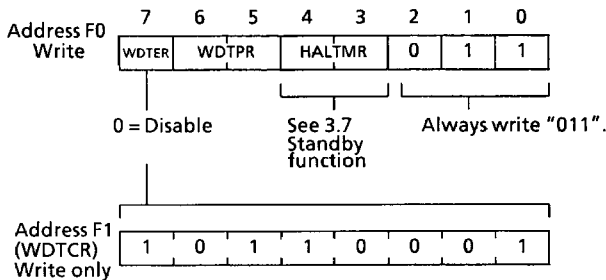 7 6 5 4 3 2 1 0
Address F0
Write
WDTER WDTPR HALTMR 0 1 1
0 = Disable
See 3.7
Standby
function
Always write "011".
Address F1
(WDTCR)
Write only
1 0 1 1 0 0 0 1